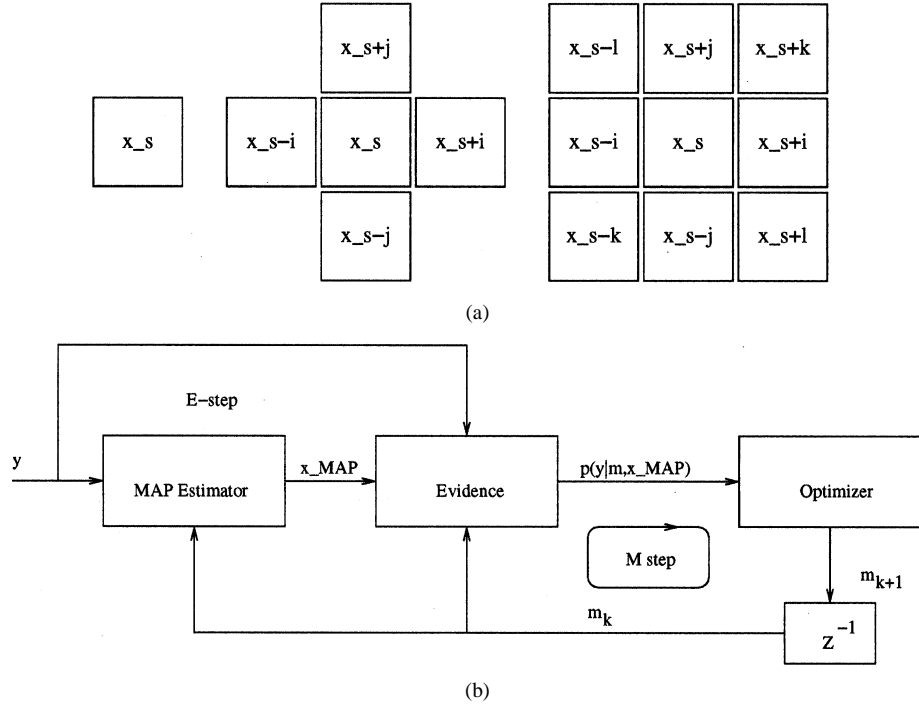 x_s+j
x_s-l x_s+j x_s+k
x_s x_s-i x_s x_s+i
x_s-i x_s x_s+i
x_s-j
x_s-k x_s-j x_s+l
(a)
E-step
y
x_MAP
p(y|m,x_MAP)
MAP Estimator
Evidence
Optimizer
M step
m_{k+1}
m_k
Z^{-1}
(b)